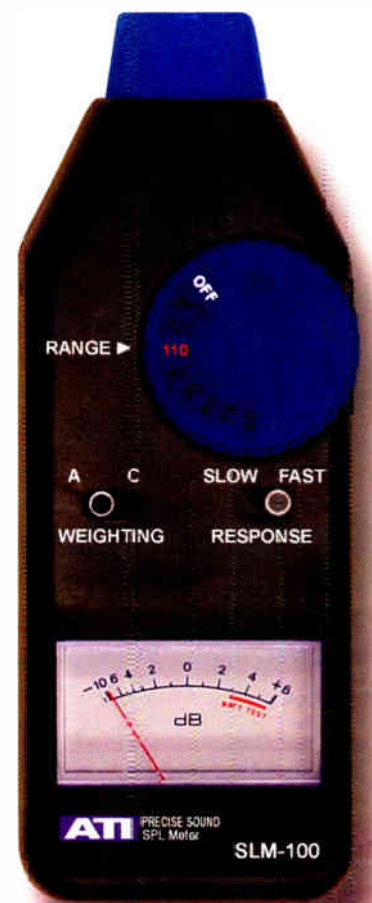 OFF
RANGE ▶ 110
A C
WEIGHTING
SLOW FAST
RESPONSE
-10 6 4 2 0 2 4 +6
dB
BATT TEST
ATI PRECISE SOUND
SPL Meter
SLM-100